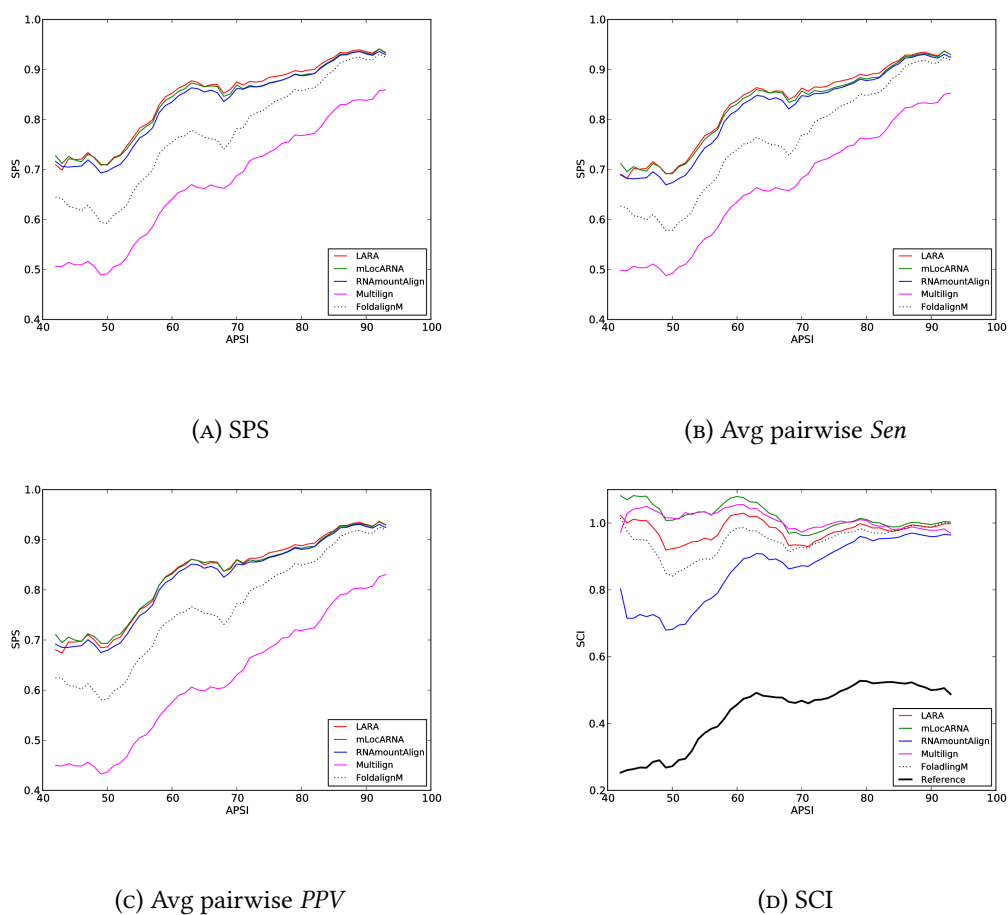 1.0
0.9
0.8
0.7
0.6
0.5
0.4
SPS
40 50 60 70 80 90 100
APSI
LARA
mLocARNA
RNAmountAlign
Multilign
FoldalignM
(A) SPS
1.0
0.9
0.8
0.7
0.6
0.5
0.4
SPS
40 50 60 70 80 90 100
APSI
LARA
mLocARNA
RNAmountAlign
Multilign
FoldalignM
(B) Avg pairwise Sen
1.0
0.9
0.8
0.7
0.6
0.5
0.4
SPS
40 50 60 70 80 90 100
APSI
LARA
mLocARNA
RNAmountAlign
Multilign
FoldalignM
(C) Avg pairwise PPV
1.0
0.8
0.6
0.4
0.2
SCI
40 50 60 70 80 90 100
APSI
LARA
mLocARNA
RNAmountAlign
Multilign
FoladlingM
Reference
(D) SCI